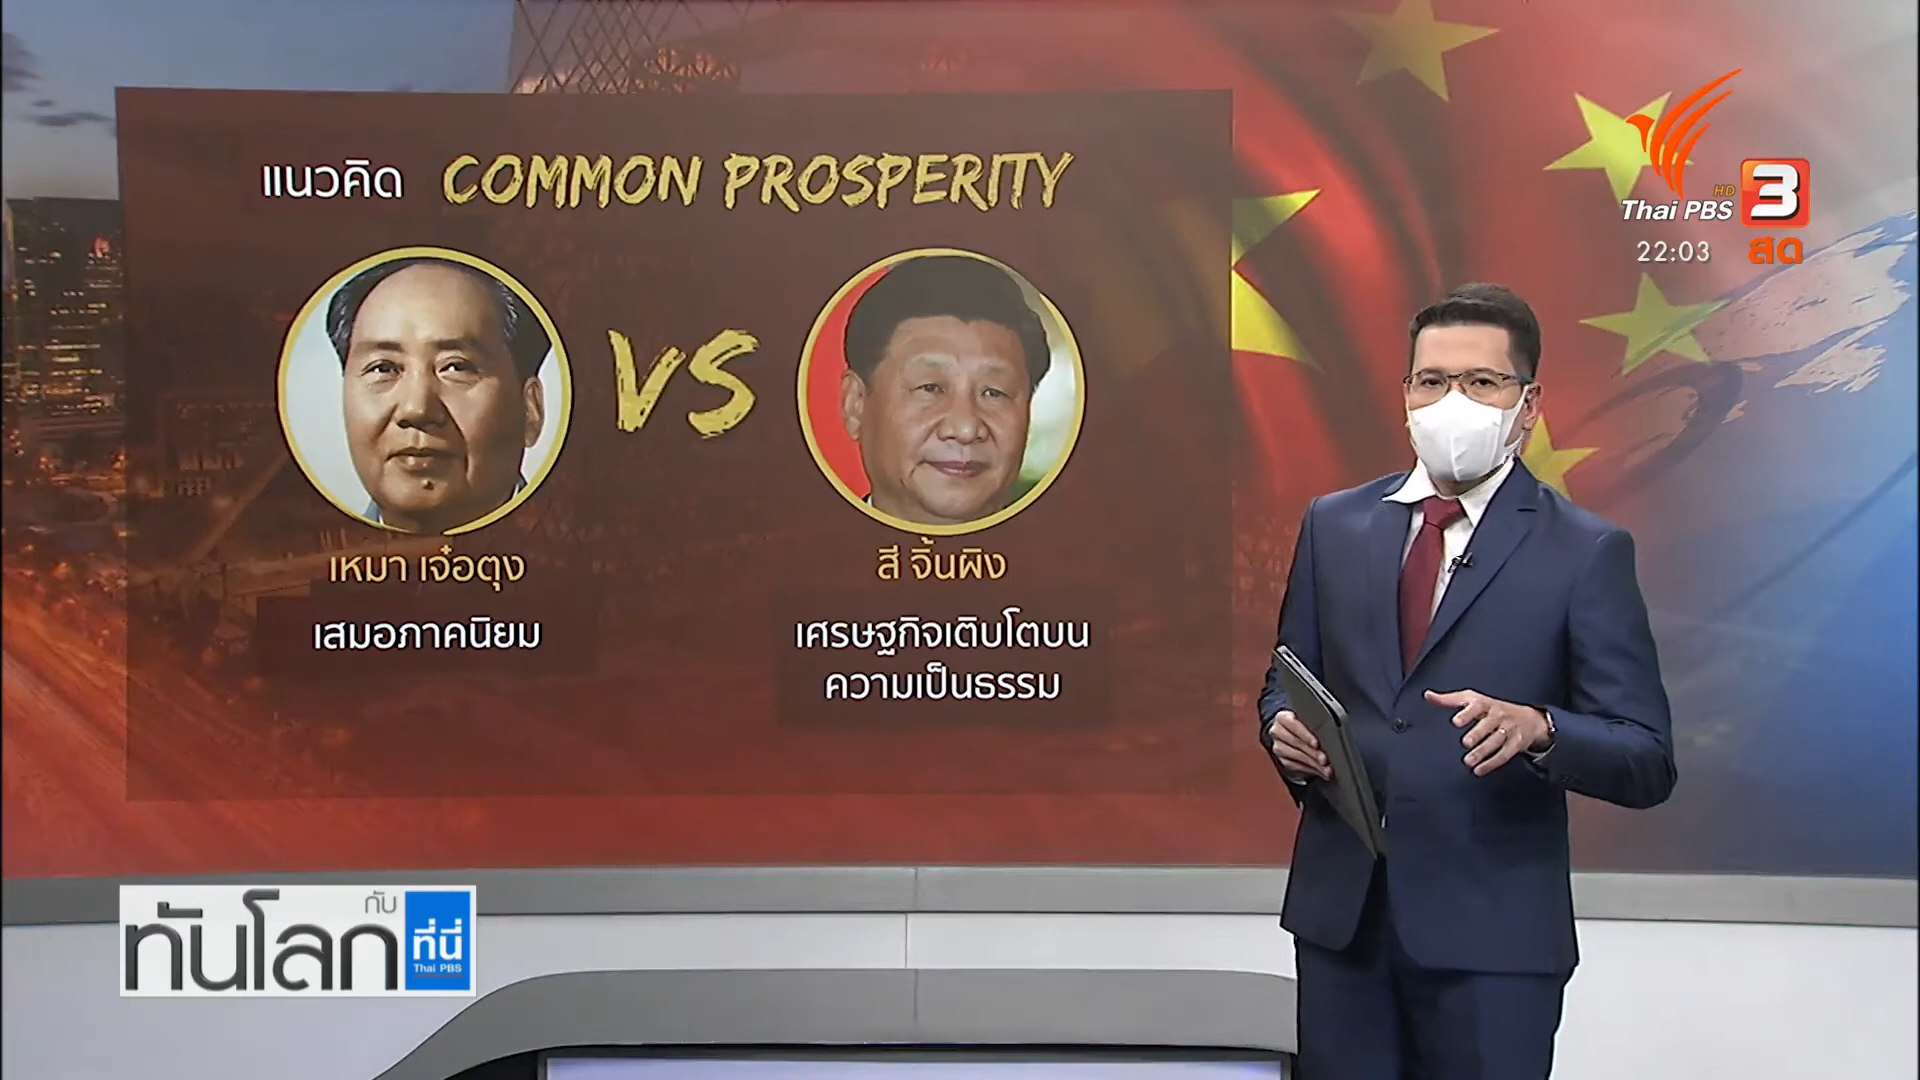 แนวคิด COMMON PROSPERITY
VS
เหมา เจ๋อตุง
เสมอภาคนิยม
สี จิ้นผิง
เศรษฐกิจเติบโตบน
ความเป็นธรรม
HD
Thai PBS 3
22:03 สด
ทันโลก กับ ที่นี่
Thai PBS